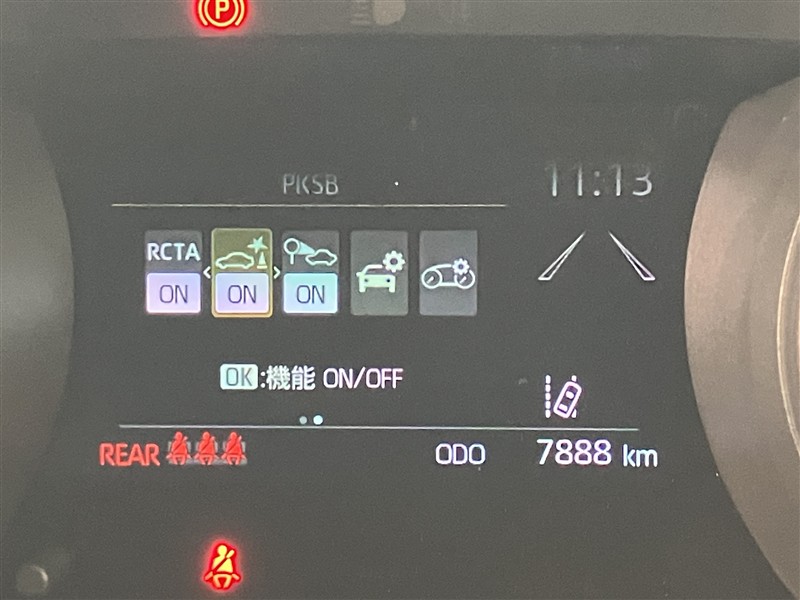 P
PKSB
11:13
RCTA
ON ON ON
OK:機能 ON/OFF
REAR
ODO 7888 km